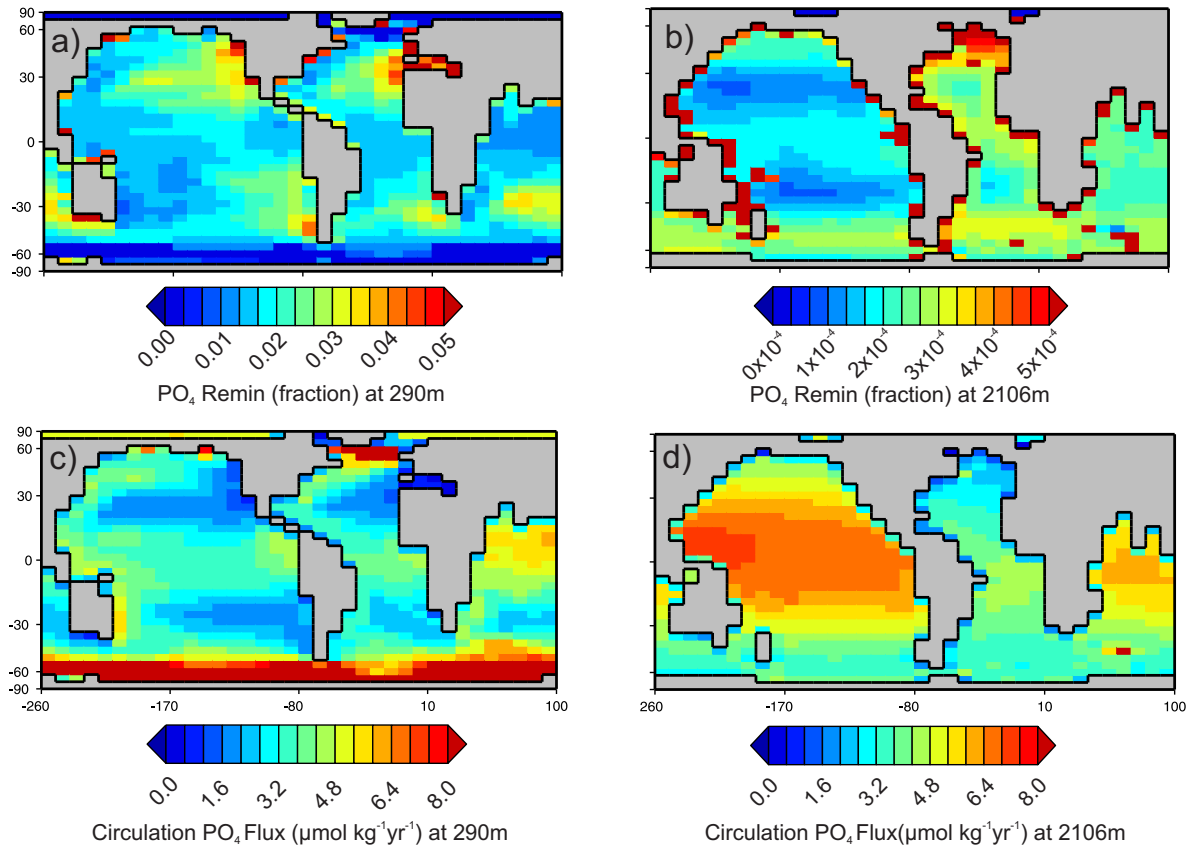 a)
90
60
30
0
-30
-60
-90
0.00 0.01 0.02 0.03 0.04 0.05
PO₄ Remin (fraction) at 290m
b)
0x10⁻⁴ 1x10⁻⁴ 2x10⁻⁴ 3x10⁻⁴ 4x10⁻⁴ 5x10⁻⁴
PO₄ Remin (fraction) at 2106m
c)
90
60
30
0
-30
-60
-90
-260 -170 -80 10 100
0.0 1.6 3.2 4.8 6.4 8.0
Circulation PO₄ Flux (µmol kg⁻¹yr⁻¹) at 290m
d)
-260 -170 -80 10 100
0.0 1.6 3.2 4.8 6.4 8.0
Circulation PO₄ Flux(µmol kg⁻¹yr⁻¹) at 2106m